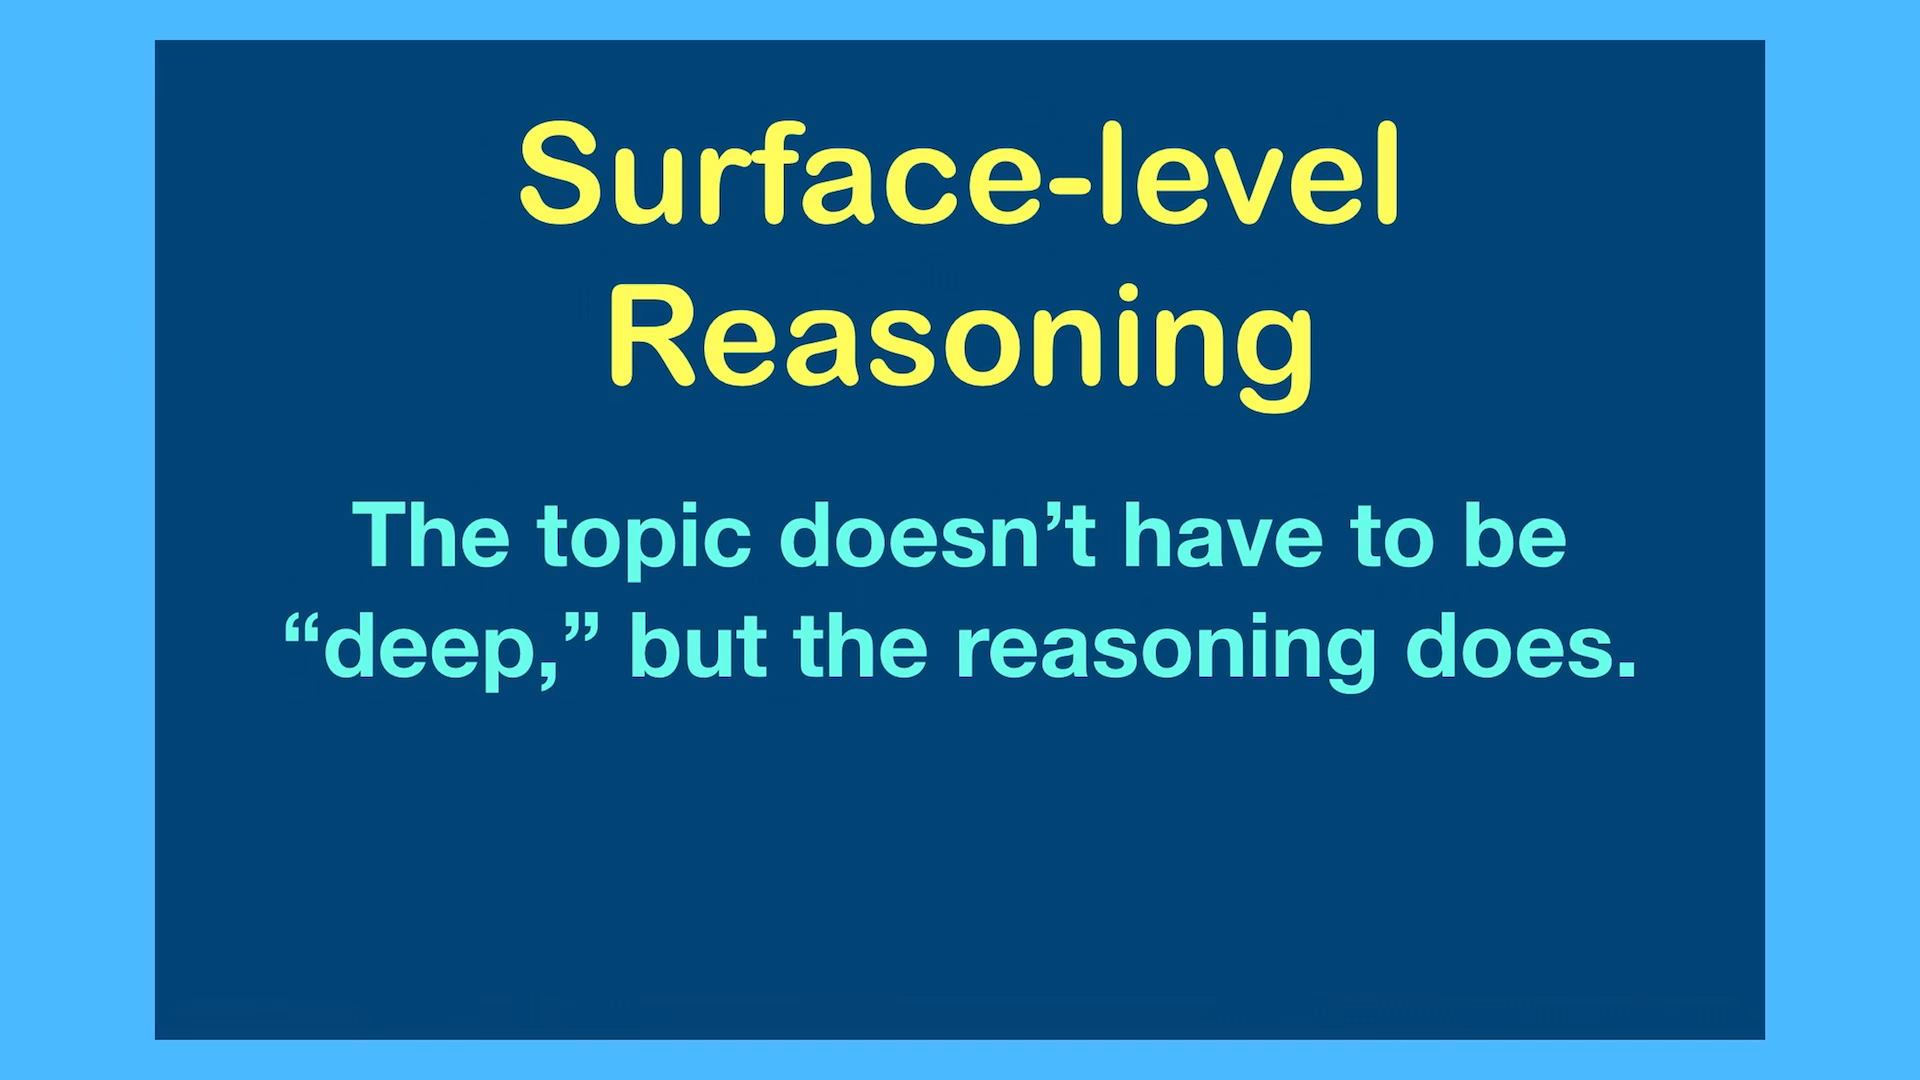 Surface-level
Reasoning
The topic doesn’t have to be
“deep,” but the reasoning does.